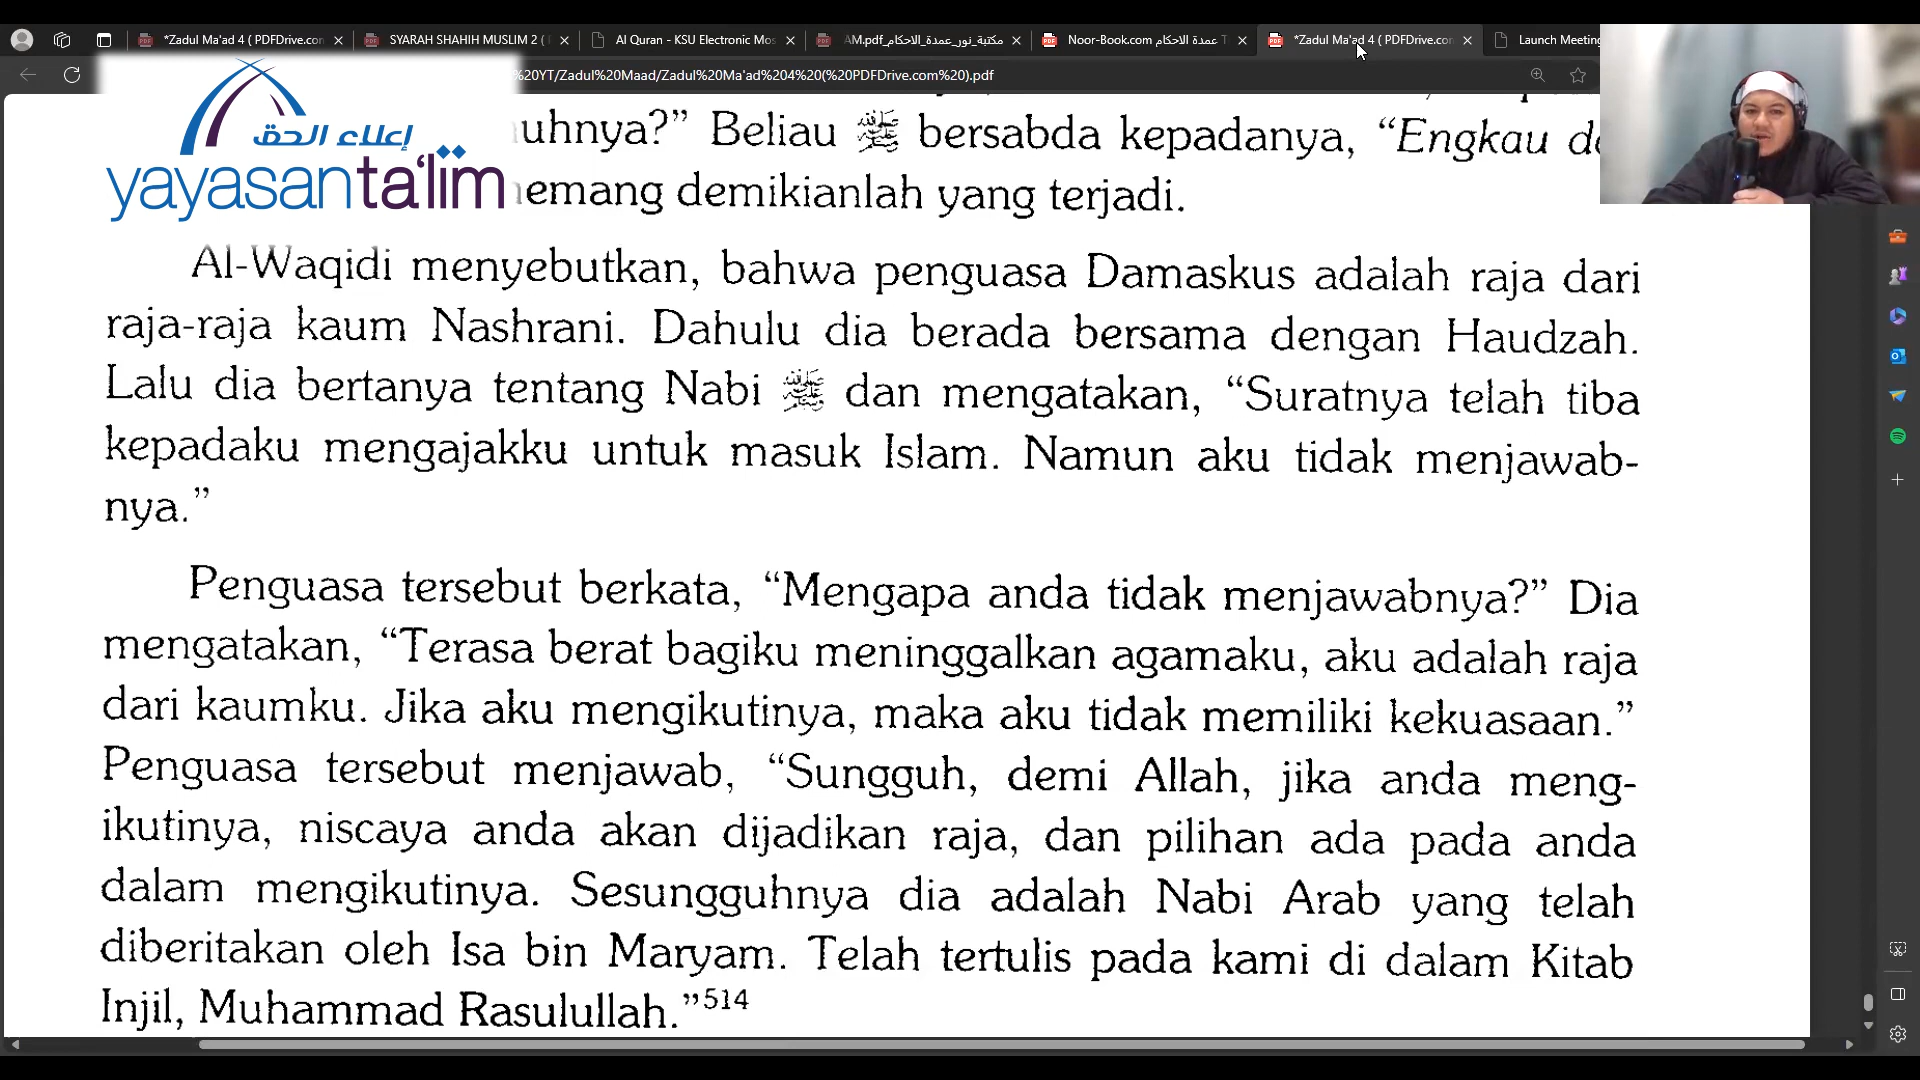 *Zadul Ma'ad 4 ( PDFDrive.con
SYARAH SHAHIH MUSLIM 2 (
Al Quran - KSU Electronic Mos
مكتبة_نور_عمدة_الاحكام_AM.pdf
Noor-Book.com عمدة الاحكام T
*Zadul Ma'ad 4 ( PDFDrive.con
Launch Meeting
%20YT/Zadul%20Maad/Zadul%20Ma'ad%204%20(%20PDFDrive.com%20).pdf
إعلاء الحق
yayasanta'lim
uhnya?” Beliau ﷺ bersabda kepadanya, “Engkau de
emang demikianlah yang terjadi.
Al-Waqidi menyebutkan, bahwa penguasa Damaskus adalah raja dari
raja-raja kaum Nashrani. Dahulu dia berada bersama dengan Haudzah.
Lalu dia bertanya tentang Nabi ﷺ dan mengatakan, “Suratnya telah tiba
kepadaku mengajakku untuk masuk Islam. Namun aku tidak menjawab-
nya.”
Penguasa tersebut berkata, “Mengapa anda tidak menjawabnya?” Dia
mengatakan, “Terasa berat bagiku meninggalkan agamaku, aku adalah raja
dari kaumku. Jika aku mengikutinya, maka aku tidak memiliki kekuasaan.”
Penguasa tersebut menjawab, “Sungguh, demi Allah, jika anda meng-
ikutinya, niscaya anda akan dijadikan raja, dan pilihan ada pada anda
dalam mengikutinya. Sesungguhnya dia adalah Nabi Arab yang telah
diberitakan oleh Isa bin Maryam. Telah tertulis pada kami di dalam Kitab
Injil, Muhammad Rasulullah.”514